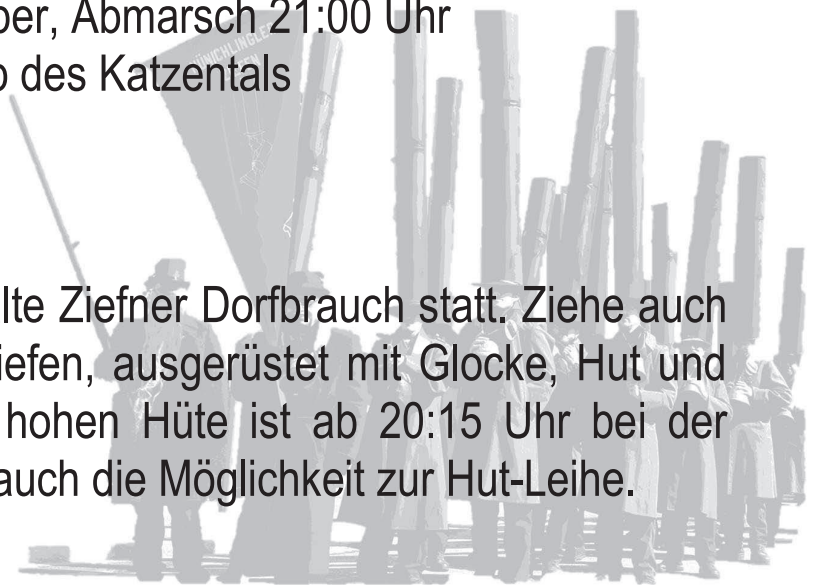 ber, Abmarsch 21:00 Uhr
b des Katzentals
lte Ziefner Dorfbrauch statt. Ziehe auch
iefen, ausgerüstet mit Glocke, Hut und
hohen Hüte ist ab 20:15 Uhr bei der
auch die Möglichkeit zur Hut-Leihe.